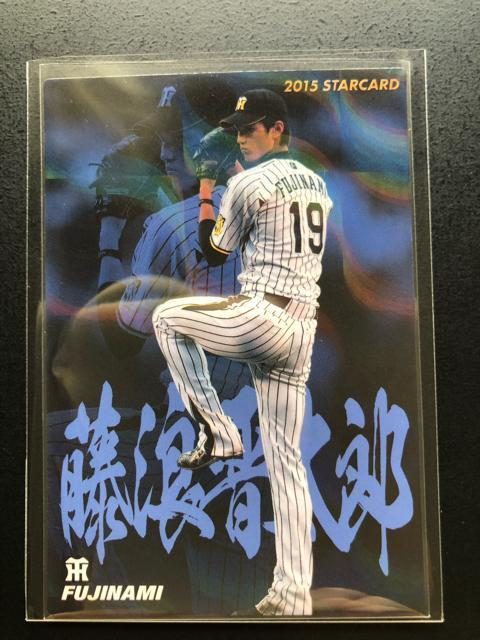 2015 STARCARD
FUJINAMI
19
藤浪晋太郎
FUJINAMI